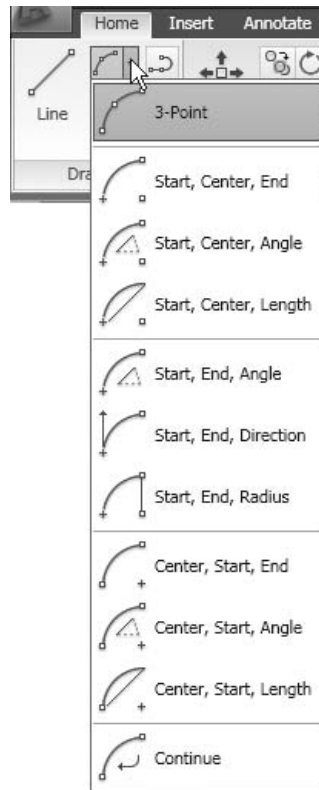 Home Insert Annotate
Line
3-Point
Dra
Start, Center, End
Start, Center, Angle
Start, Center, Length
Start, End, Angle
Start, End, Direction
Start, End, Radius
Center, Start, End
Center, Start, Angle
Center, Start, Length
Continue